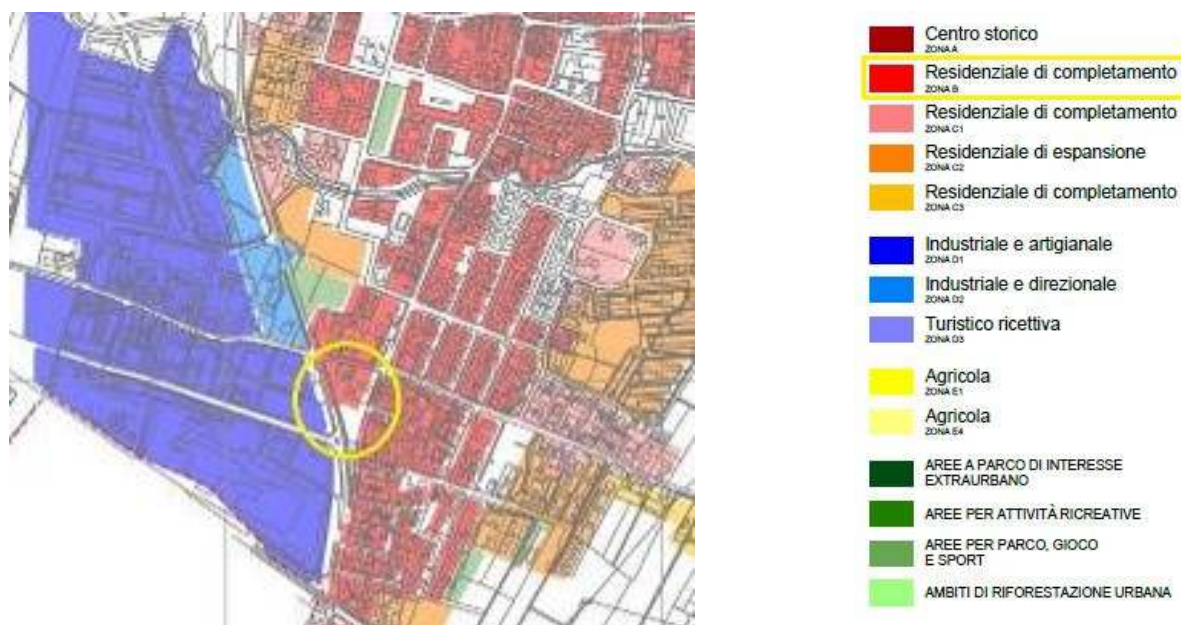 Centro storico
ZONA A
Residenziale di completamento
ZONA B
Residenziale di completamento
ZONA C1
Residenziale di espansione
ZONA C2
Residenziale di completamento
ZONA C3
Industriale e artigianale
ZONA D1
Industriale e direzionale
ZONA D2
Turistico ricettiva
ZONA D3
Agricola
ZONA E1
Agricola
ZONA E4
AREE A PARCO DI INTERESSE
EXTRAURBANO
AREE PER ATTIVITÀ RICREATIVE
AREE PER PARCO, GIOCO
E SPORT
AMBITI DI RIFORESTAZIONE URBANA